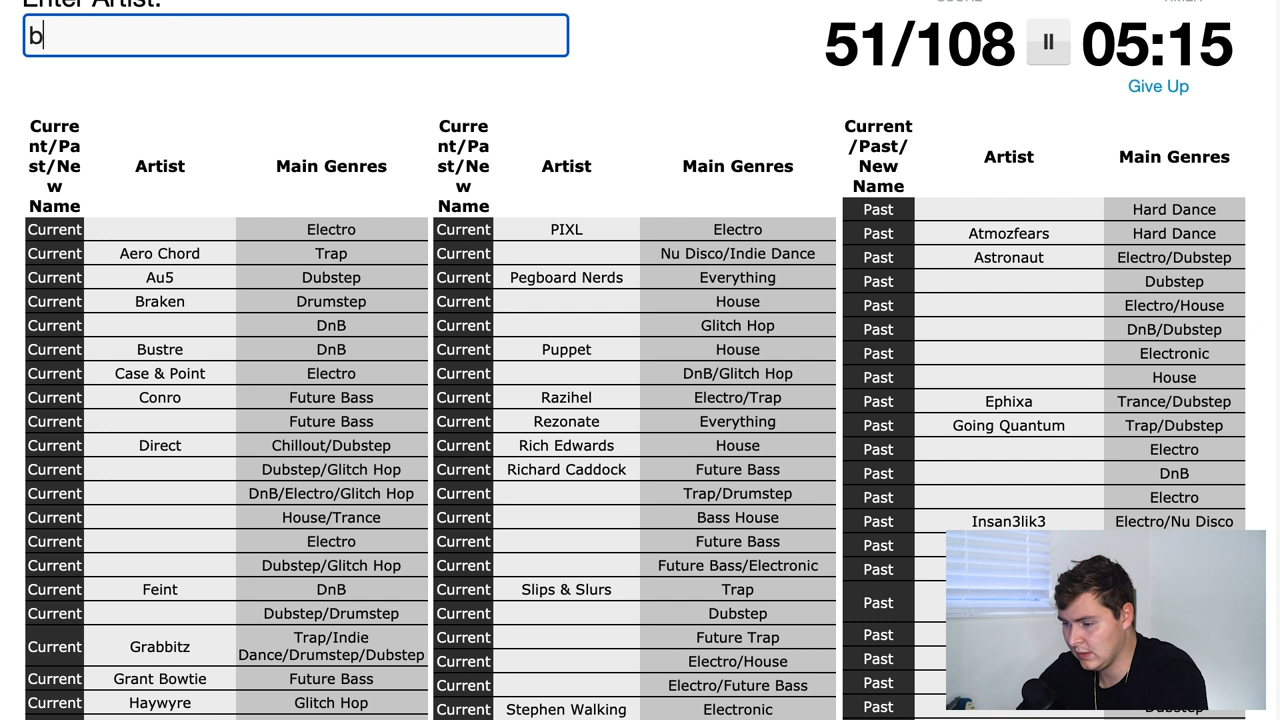 Enter Artist:
b
51/108
05:15
Give Up
Curre
nt/Pa
st/Ne
w
Name
Artist
Main Genres
Current Electro
Current Aero Chord Trap
Current Au5 Dubstep
Current Braken Drumstep
Current DnB
Current Bustre DnB
Current Case & Point Electro
Current Conro Future Bass
Current Future Bass
Current Direct Chillout/Dubstep
Current Dubstep/Glitch Hop
Current DnB/Electro/Glitch Hop
Current House/Trance
Current Electro
Current Dubstep/Glitch Hop
Current Feint DnB
Current Dubstep/Drumstep
Current Grabbitz Trap/Indie
Dance/Drumstep/Dubstep
Current Grant Bowtie Future Bass
Current Haywyre Glitch Hop
Curre
nt/Pa
st/Ne
w
Name
Artist
Main Genres
Current PIXL Electro
Current Nu Disco/Indie Dance
Current Pegboard Nerds Everything
Current House
Current Glitch Hop
Current Puppet House
Current DnB/Glitch Hop
Current Razihel Electro/Trap
Current Rezonate Everything
Current Rich Edwards House
Current Richard Caddock Future Bass
Current Trap/Drumstep
Current Bass House
Current Future Bass
Current Future Bass/Electronic
Current Slips & Slurs Trap
Current Dubstep
Current Future Trap
Current Electro/House
Current Electro/Future Bass
Current Stephen Walking Electronic
Current
/Past/
New
Name
Artist
Main Genres
Past Hard Dance
Past Atmozfears Hard Dance
Past Astronaut Electro/Dubstep
Past Dubstep
Past Electro/House
Past DnB/Dubstep
Past Electronic
Past House
Past Ephixa Trance/Dubstep
Past Going Quantum Trap/Dubstep
Past Electro
Past DnB
Past Electro
Past Insan3lik3 Electro/Nu Disco
Past
Past
Past
Past
Past
Past
Past Dubstep